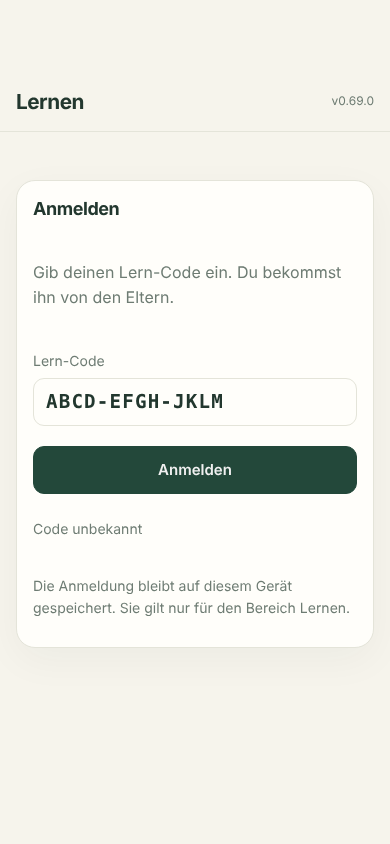 Lernen
v0.69.0
Anmelden
Gib deinen Lern-Code ein. Du bekommst
ihn von den Eltern.
Lern-Code
ABCD-EFGH-JKLM
Anmelden
Code unbekannt
Die Anmeldung bleibt auf diesem Gerät
gespeichert. Sie gilt nur für den Bereich Lernen.